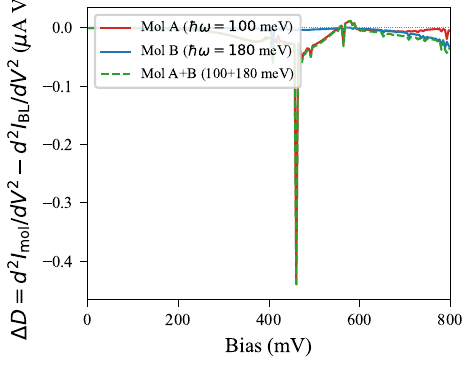 ΔD = d²I_mol/dV² − d²I_BL/dV² (μA V
Mol A (ℏω = 100 meV)
Mol B (ℏω = 180 meV)
Mol A+B (100+180 meV)
0.0
−0.1
−0.2
−0.3
−0.4
0 200 400 600 800
Bias (mV)